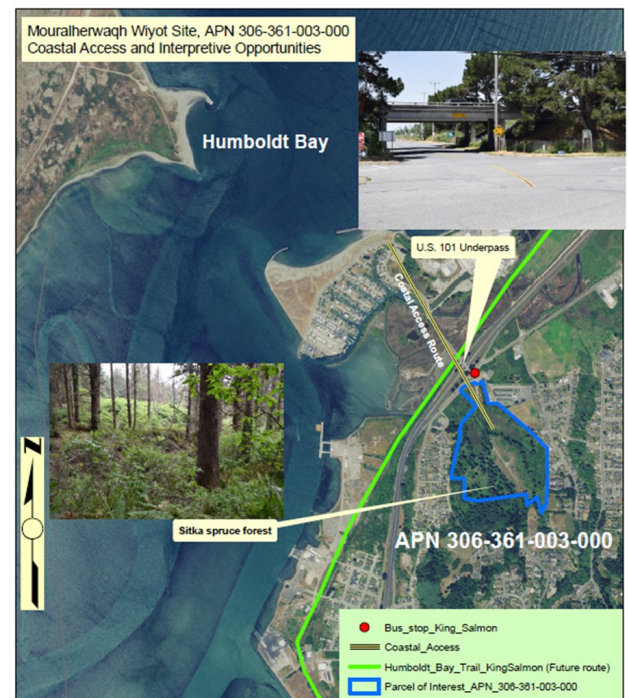 Mouralherwaqh Wiyot Site, APN 306-361-003-000
Coastal Access and Interpretive Opportunities
Humboldt Bay
U.S. 101 Underpass
Costal Access Route
Sitka spruce forest
APN 306-361-003-000
N
Bus_stop_King_Salmon
Coastal_Access
Humboldt_Bay_Trail_KingSalmon (Future route)
Parcel of Interest_APN_306-361-003-000